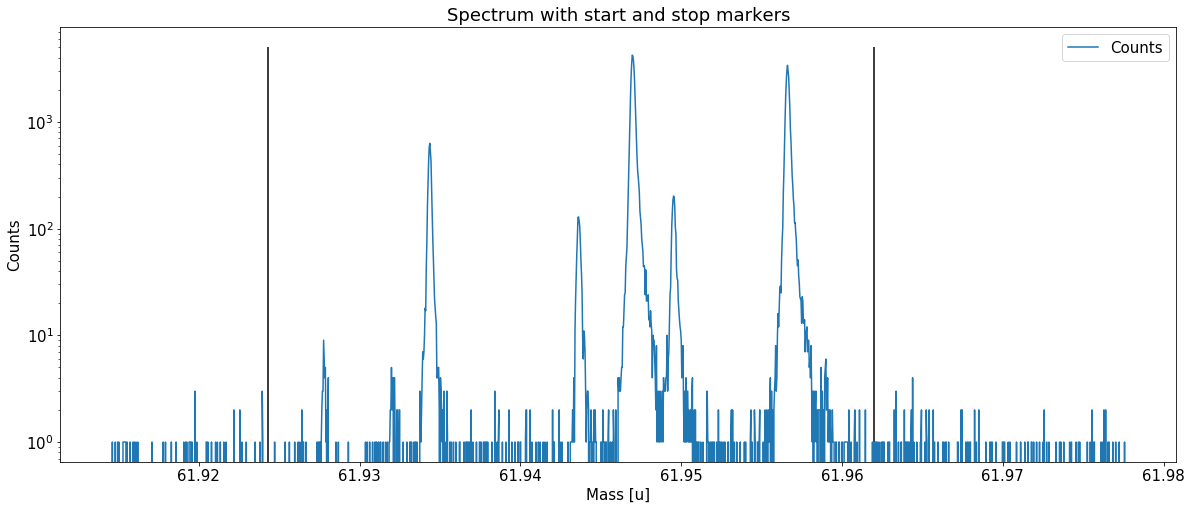 Spectrum with start and stop markers
Counts
Counts
10³
10²
10¹
10⁰
61.92 61.93 61.94 61.95 61.96 61.97 61.98
Mass [u]